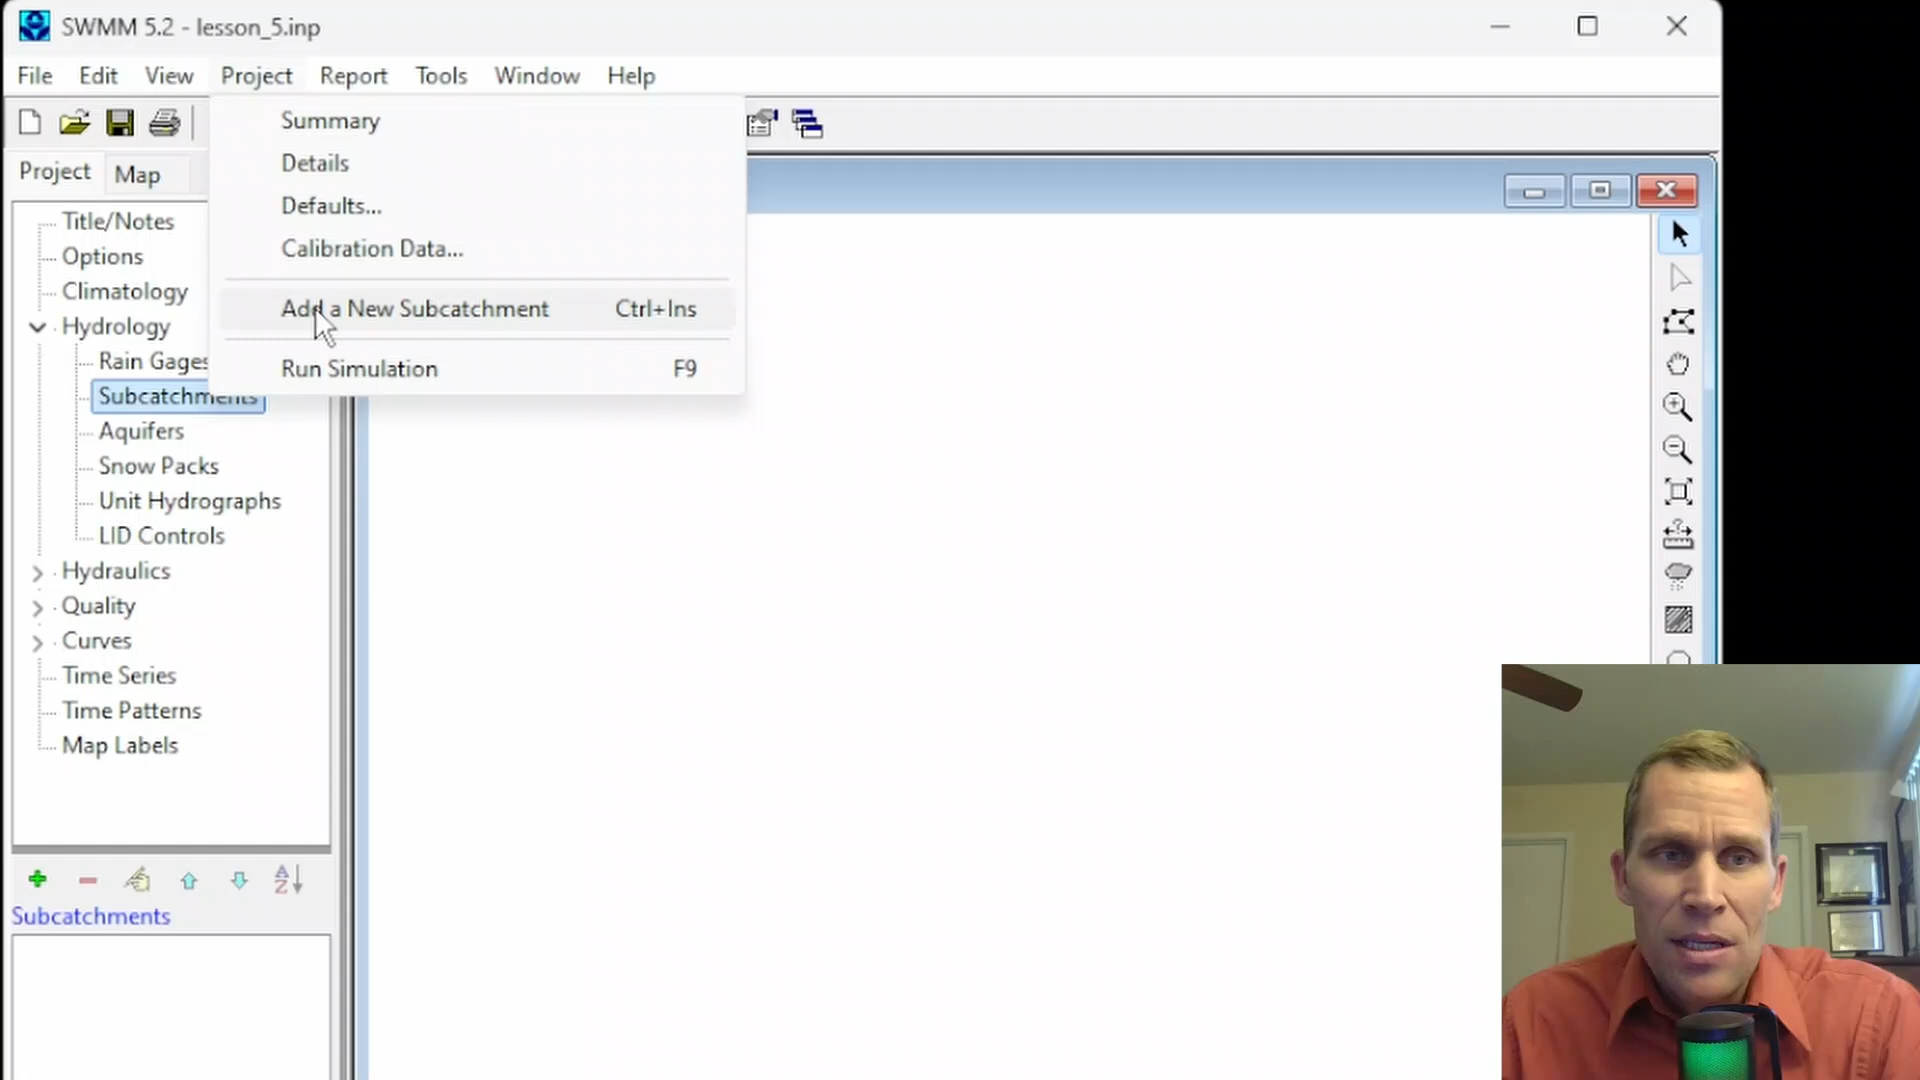 SWMM 5.2 - lesson_5.inp
File Edit View Project Report Tools Window Help
Summary
Details
Defaults...
Calibration Data...
Add a New Subcatchment Ctrl+Ins
Run Simulation F9
Project Map
Title/Notes
Options
Climatology
Hydrology
Rain Gages
Subcatchments
Aquifers
Snow Packs
Unit Hydrographs
LID Controls
Hydraulics
Quality
Curves
Time Series
Time Patterns
Map Labels
Subcatchments